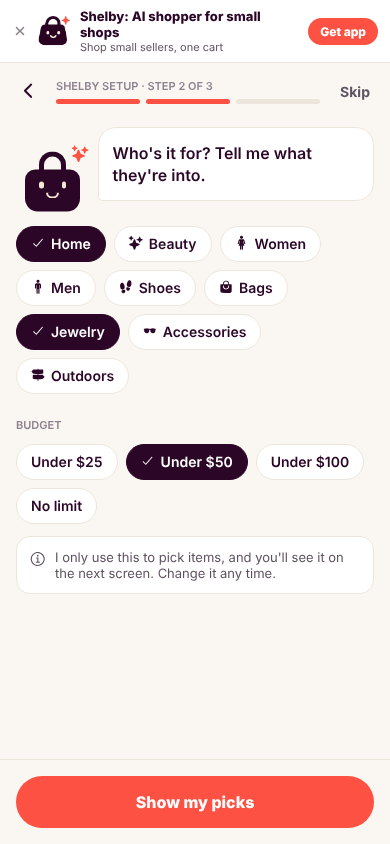 Shelby: AI shopper for small
shops
Shop small sellers, one cart
Get app
SHELBY SETUP · STEP 2 OF 3
Skip
Who's it for? Tell me what
they're into.
Home
Beauty
Women
Men
Shoes
Bags
Jewelry
Accessories
Outdoors
BUDGET
Under $25
Under $50
Under $100
No limit
I only use this to pick items, and you'll see it on
the next screen. Change it any time.
Show my picks